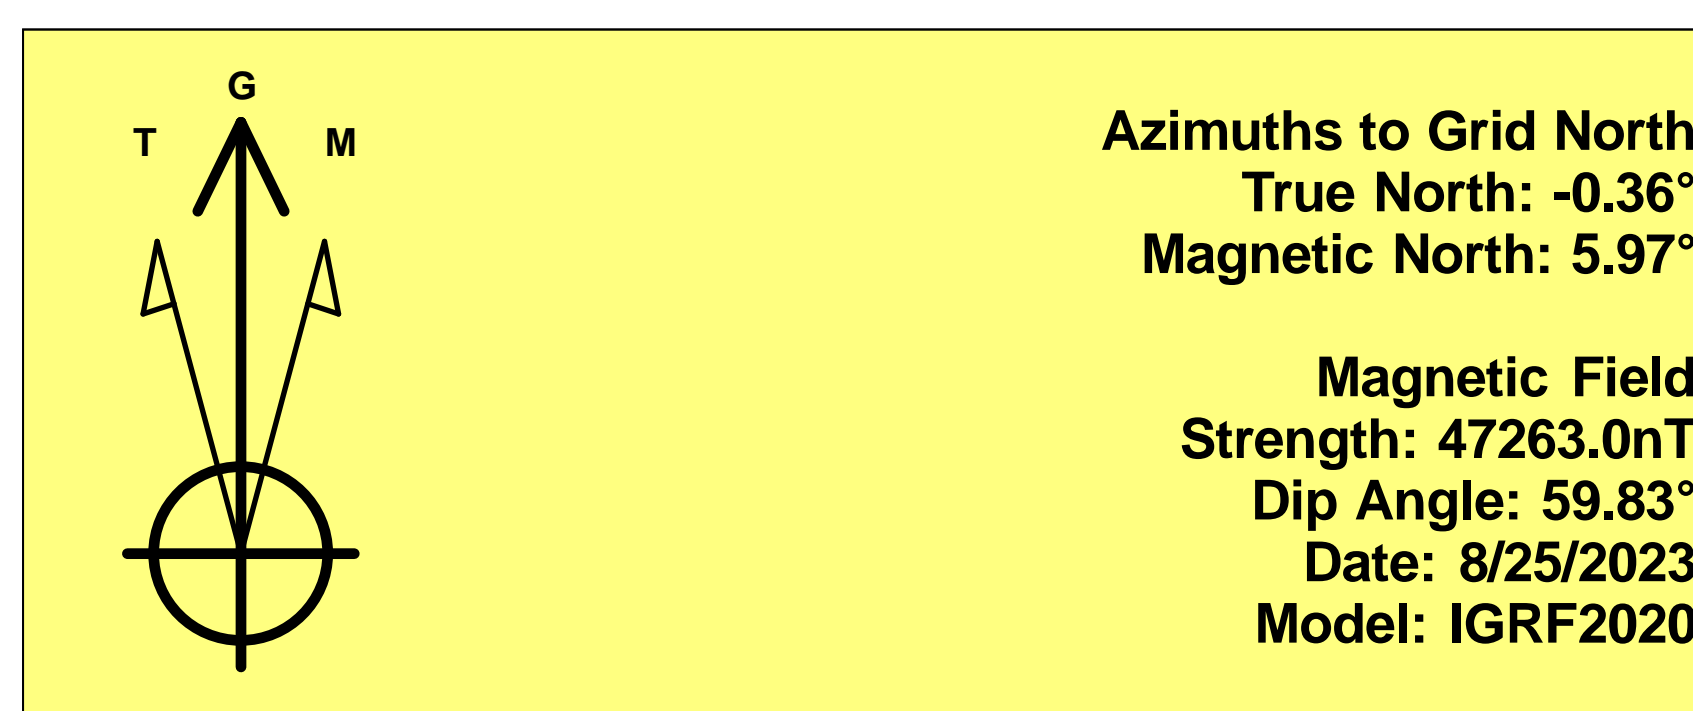 G
T M
Azimuths to Grid North
True North: -0.36°
Magnetic North: 5.97°
Magnetic Field
Strength: 47263.0nT
Dip Angle: 59.83°
Date: 8/25/2023
Model: IGRF2020